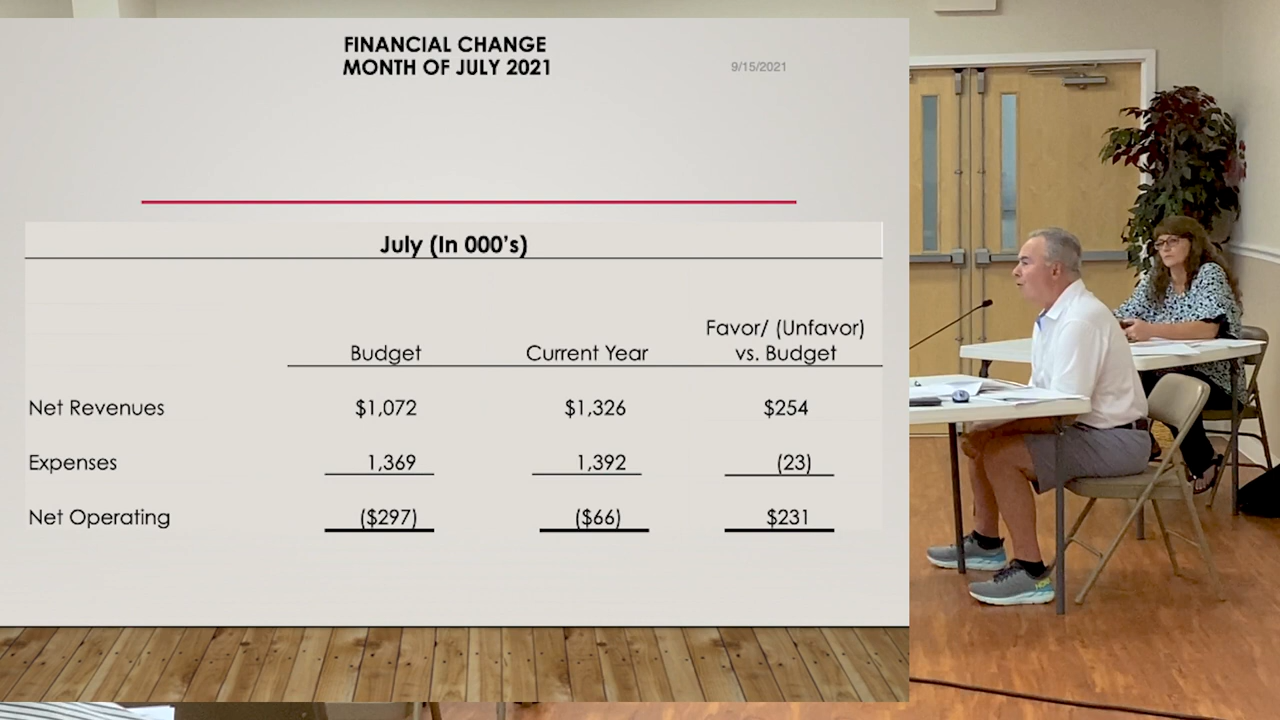 FINANCIAL CHANGE
MONTH OF JULY 2021
9/15/2021
July (In 000's)
Favor/ (Unfavor)
Budget Current Year vs. Budget
Net Revenues $1,072 $1,326 $254
Expenses 1,369 1,392 (23)
Net Operating ($297) ($66) $231